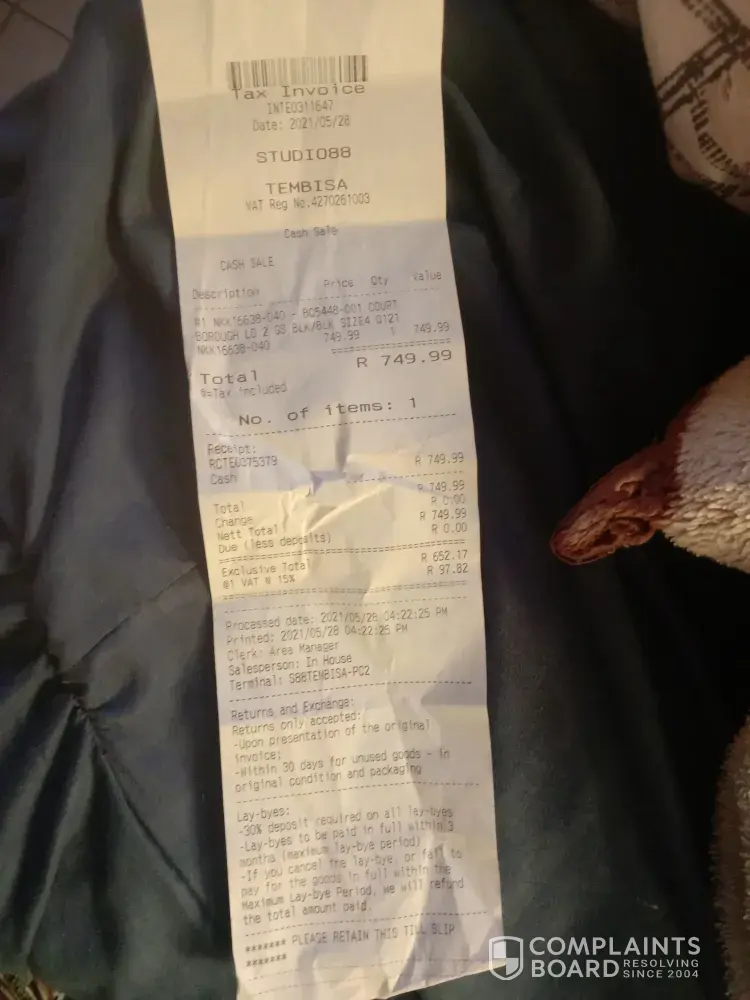 Tax Invoice
INTE0311647
Date: 2021/05/28
STUDIO88
TEMBISA
VAT Reg No.4270261003
Cash Sale
CASH SALE
Description Price Qty Value
#1 NKX16638-040 - BQ5448-001 COURT
BOROUGH LO 2 GS BLK/BLK SIZE4 Q121
NKX16638-040 749.99 1 749.99
Total R 749.99
#=Tax included
No. of items: 1
Receipt:
RCTE0375379
Cash R 749.99
Total R 749.99
Change R 0.00
Nett Total R 749.99
Due (less deposits) R 0.00
Exclusive Total R 652.17
#1 VAT @ 15% R 97.82
Processed date: 2021/05/28 04:22:25 PM
Printed: 2021/05/28 04:22:25 PM
Clerk: Area Manager
Salesperson: In House
Terminal: S88TEMBISA-PC2
Returns and Exchange:
Returns only accepted:
-Upon presentation of the original
invoice;
-Within 30 days for unused goods - in
original condition and packaging
Lay-byes:
-30% deposit required on all lay-byes
-Lay-byes to be paid in full within 3
months (maximum lay-bye period)
-If you cancel the lay-bye, or fail to
pay for the goods in full within the
Maximum Lay-bye Period, we will refund
the total amount paid.
******* PLEASE RETAIN THIS TILL SLIP
*******
COMPLAINTS
BOARD RESOLVING
SINCE 2004